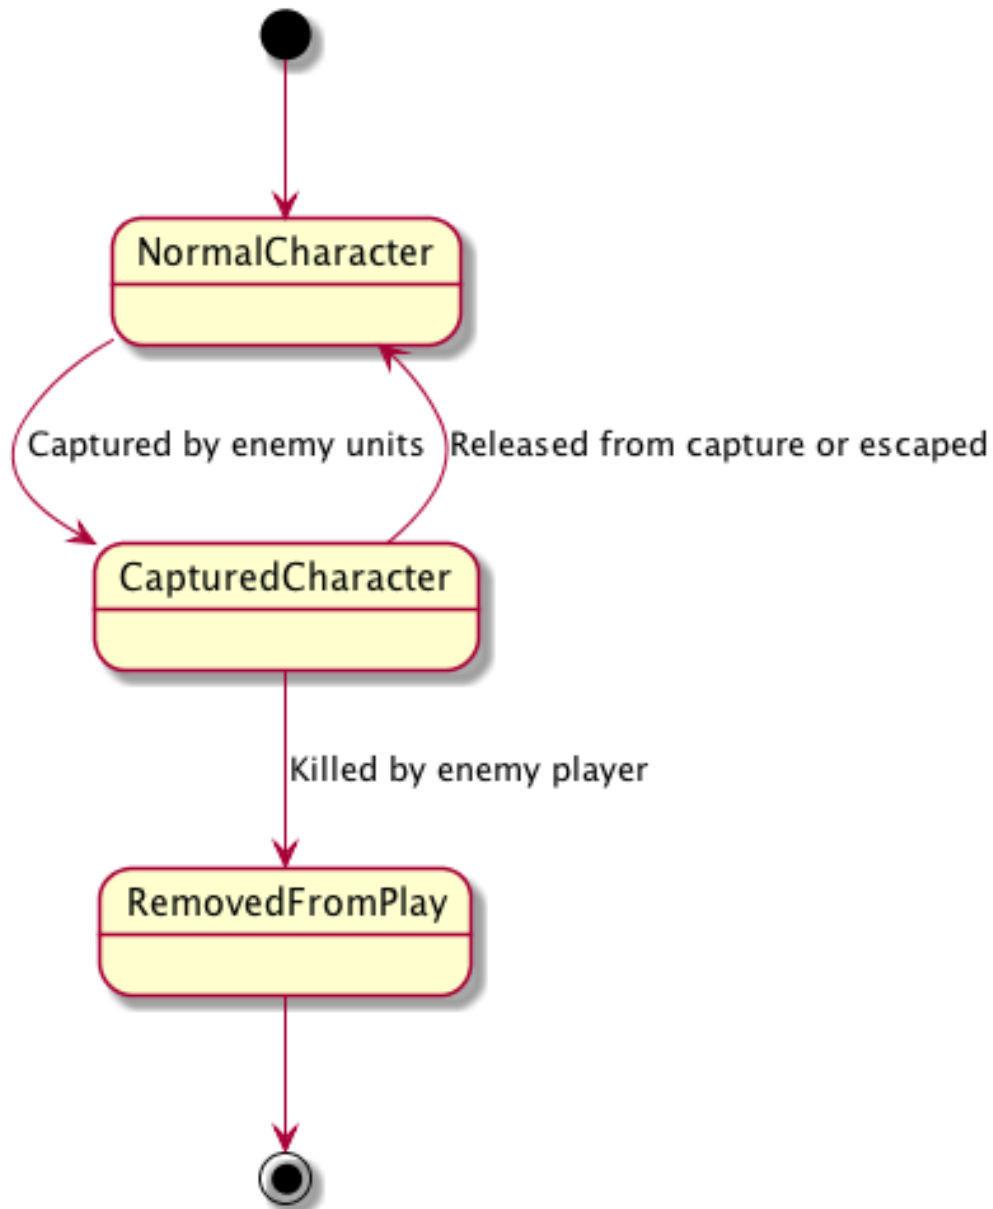 NormalCharacter
Captured by enemy units
Released from capture or escaped
CapturedCharacter
Killed by enemy player
RemovedFromPlay